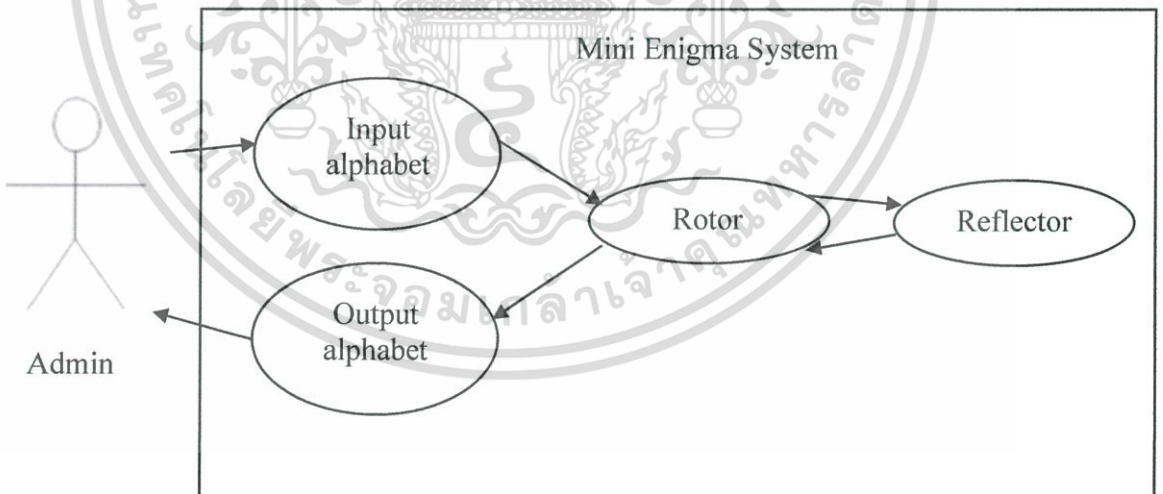 Mini Enigma System
Input
alphabet
Rotor
Reflector
Output
alphabet
Admin